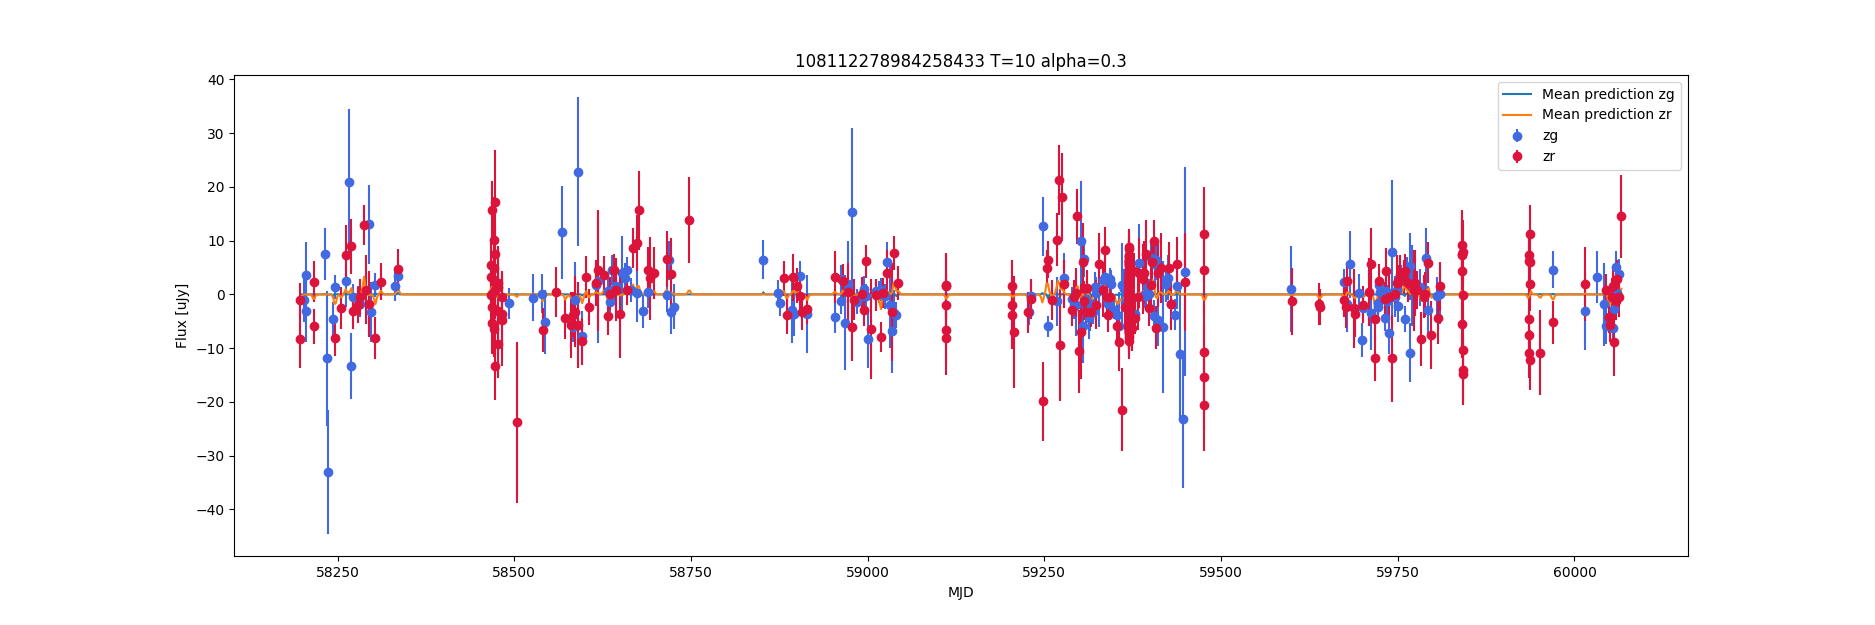 108112278984258433 T=10 alpha=0.3
Flux [uJy]
40
30
20
10
0
−10
−20
−30
−40
Mean prediction zg
Mean prediction zr
zg
zr
58250 58500 58750 59000 59250 59500 59750 60000
MJD